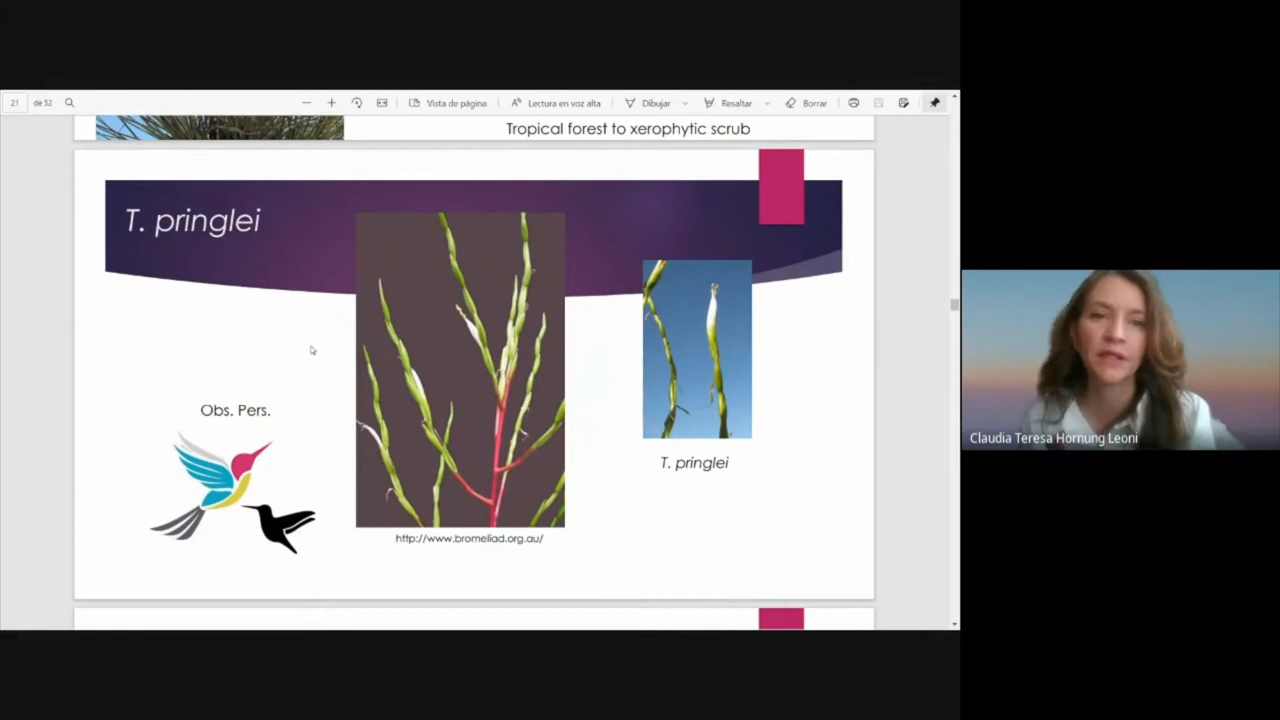 21 de 52
Vista de página
Lectura en voz alta
Dibujar
Resaltar
Borrar
Tropical forest to xerophytic scrub
T. pringlei
Obs. Pers.
T. pringlei
http://www.bromeliad.org.au/
Claudia Teresa Hornung Leoni